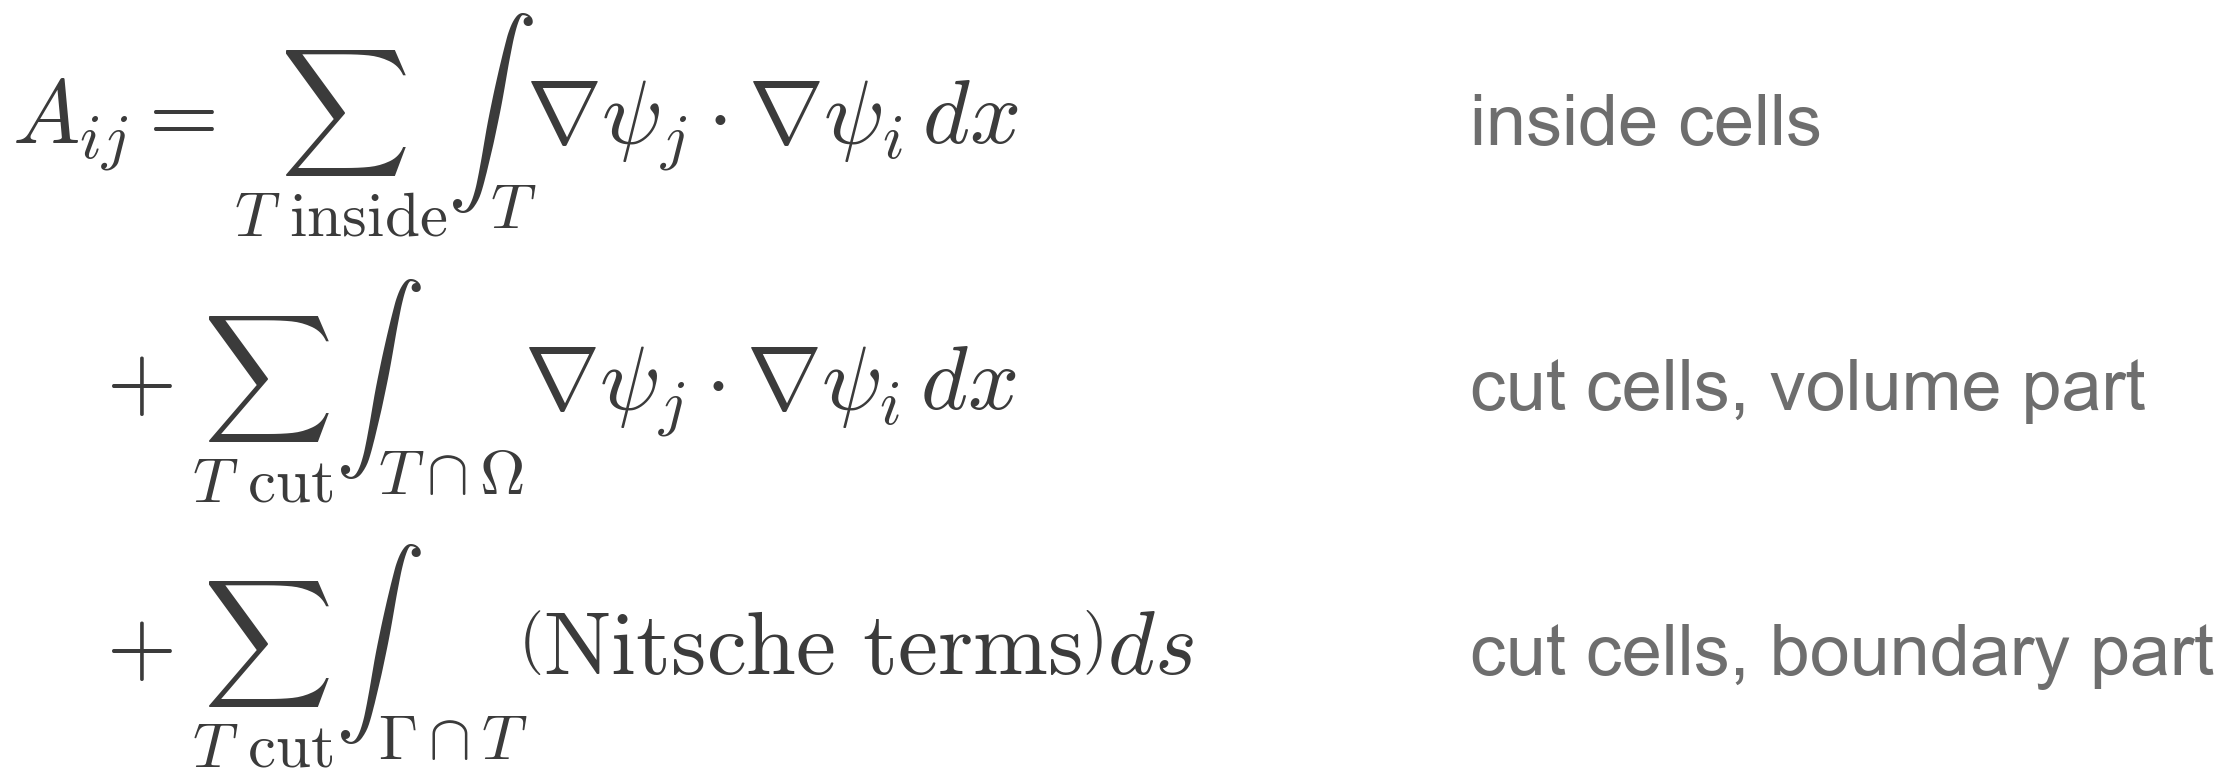 A_{ij} = \sum_{T \text{ inside}} \int_T \nabla\psi_j \cdot \nabla\psi_i \, dx inside cells
+ \sum_{T \text{ cut}} \int_{T \cap \Omega} \nabla\psi_j \cdot \nabla\psi_i \, dx cut cells, volume part
+ \sum_{T \text{ cut}} \int_{\Gamma \cap T} (\text{Nitsche terms}) ds cut cells, boundary part